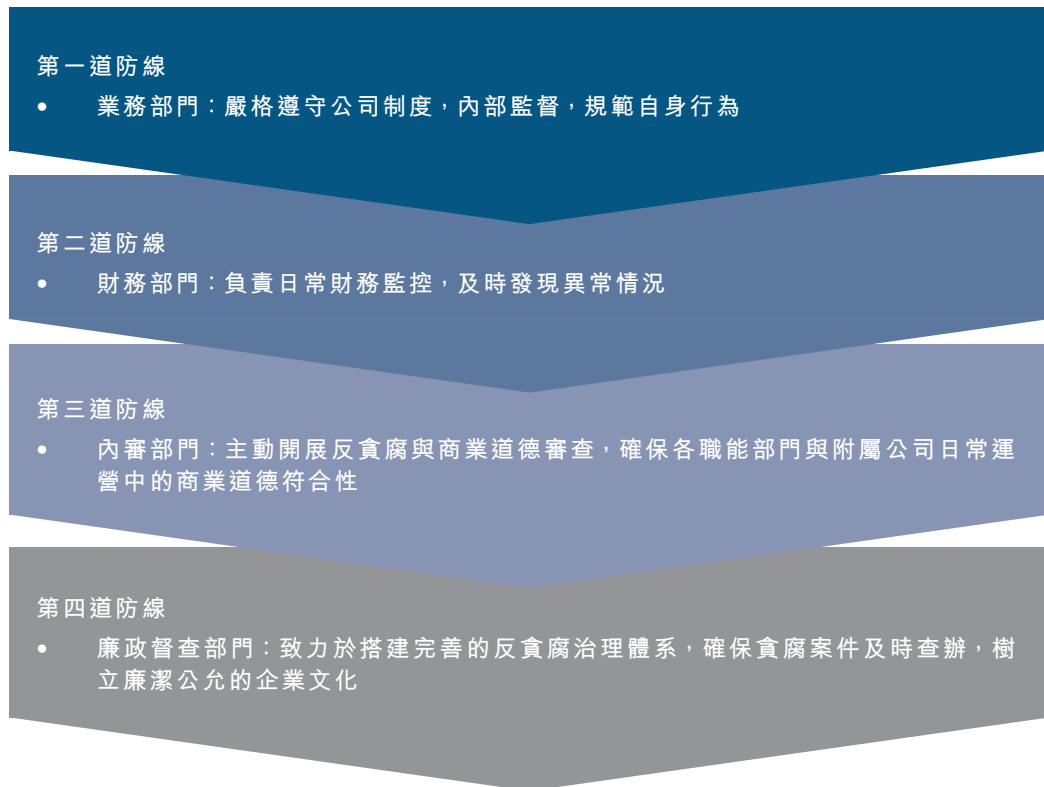 第一道防線
• 業務部門：嚴格遵守公司制度，內部監督，規範自身行為
第二道防線
• 財務部門：負責日常財務監控，及時發現異常情況
第三道防線
• 內審部門：主動開展反貪腐與商業道德審查，確保各職能部門與附屬公司日常運
營中的商業道德符合性
第四道防線
• 廉政督查部門：致力於搭建完善的反貪腐治理體系，確保貪腐案件及時查辦，樹
立廉潔公允的企業文化